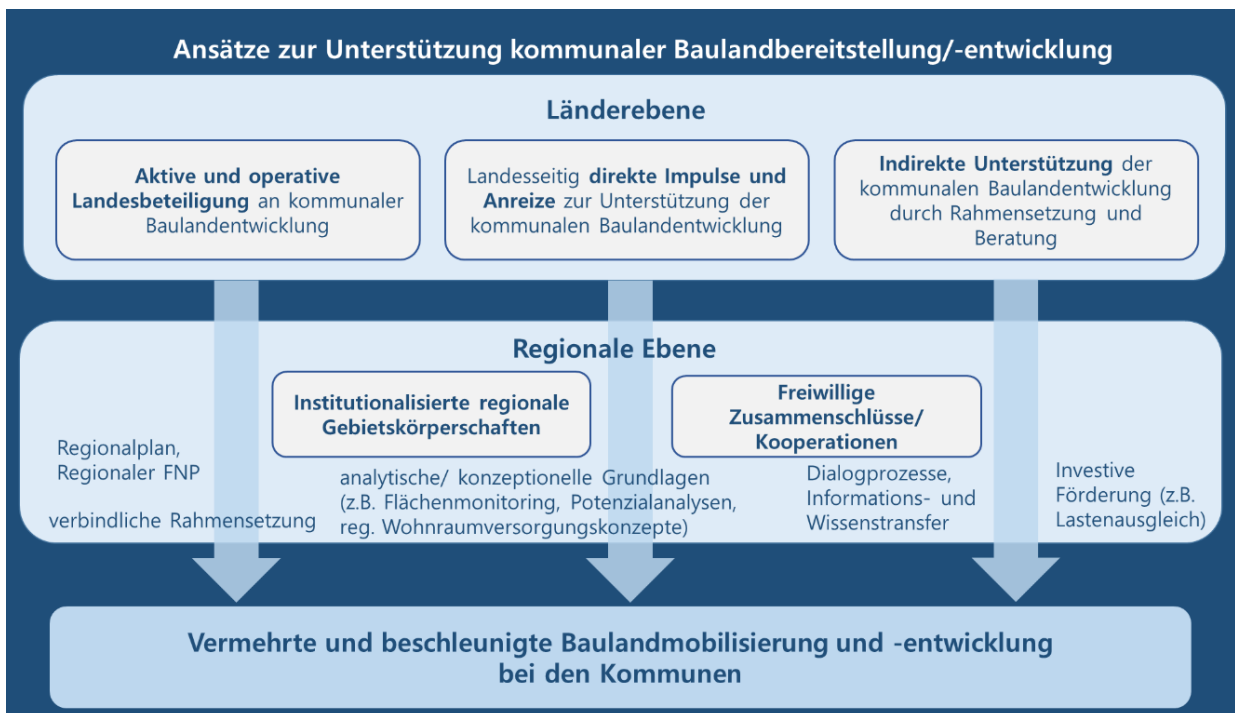 Ansätze zur Unterstützung kommunaler Baulandbereitstellung/-entwicklung
Länderebene
Aktive und operative
Landesbeteiligung an kommunaler
Baulandentwicklung
Landesseitig direkte Impulse und
Anreize zur Unterstützung der
kommunalen Baulandentwicklung
Indirekte Unterstützung der
kommunalen Baulandentwicklung
durch Rahmensetzung und
Beratung
Regionale Ebene
Institutionalisierte regionale
Gebietskörperschaften
Freiwillige
Zusammenschlüsse/
Kooperationen
Regionalplan,
Regionaler FNP
verbindliche Rahmensetzung
analytische/ konzeptionelle Grundlagen
(z.B. Flächenmonitoring, Potenzialanalysen,
reg. Wohnraumversorgungskonzepte)
Dialogprozesse,
Informations- und
Wissenstransfer
Investive
Förderung (z.B.
Lastenausgleich)
Vermehrte und beschleunigte Baulandmobilisierung und -entwicklung
bei den Kommunen